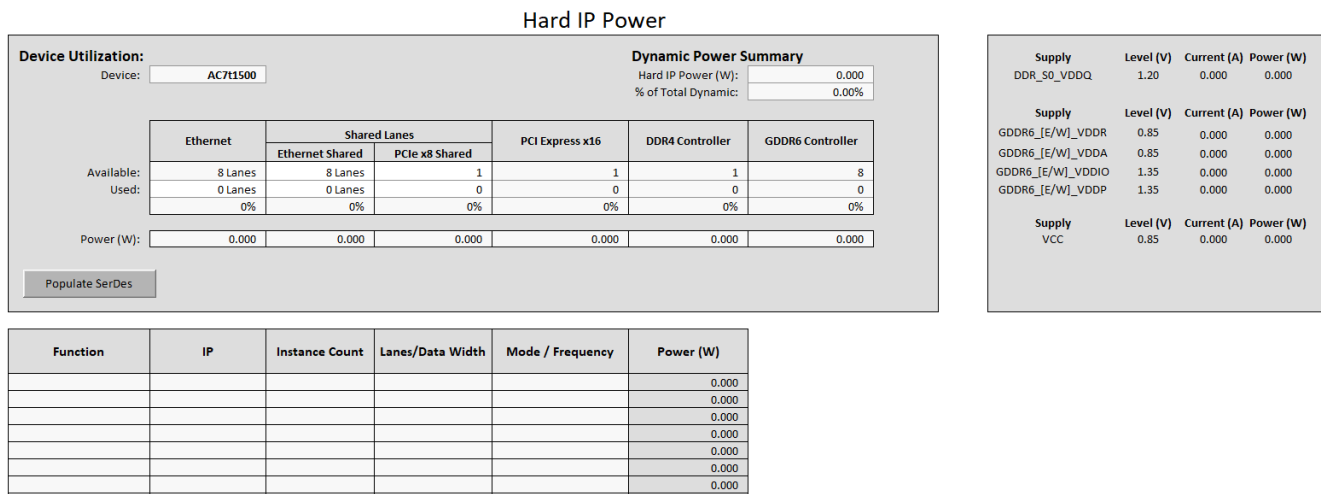 Hard IP Power
Device Utilization:
Device: AC7t1500
Dynamic Power Summary
Hard IP Power (W): 0.000
% of Total Dynamic: 0.00%
Ethernet Shared Lanes PCI Express x16 DDR4 Controller GDDR6 Controller
Ethernet Shared PCIe x8 Shared
Available: 8 Lanes 8 Lanes 1 1 1 8
Used: 0 Lanes 0 Lanes 0 0 0 0
0% 0% 0% 0% 0% 0%
Power (W): 0.000 0.000 0.000 0.000 0.000 0.000
Populate SerDes
Supply Level (V) Current (A) Power (W)
DDR_S0_VDDQ 1.20 0.000 0.000
Supply Level (V) Current (A) Power (W)
GDDR6_[E/W]_VDDR 0.85 0.000 0.000
GDDR6_[E/W]_VDDA 0.85 0.000 0.000
GDDR6_[E/W]_VDDIO 1.35 0.000 0.000
GDDR6_[E/W]_VDDP 1.35 0.000 0.000
Supply Level (V) Current (A) Power (W)
VCC 0.85 0.000 0.000
Function IP Instance Count Lanes/Data Width Mode / Frequency Power (W)
0.000
0.000
0.000
0.000
0.000
0.000
0.000